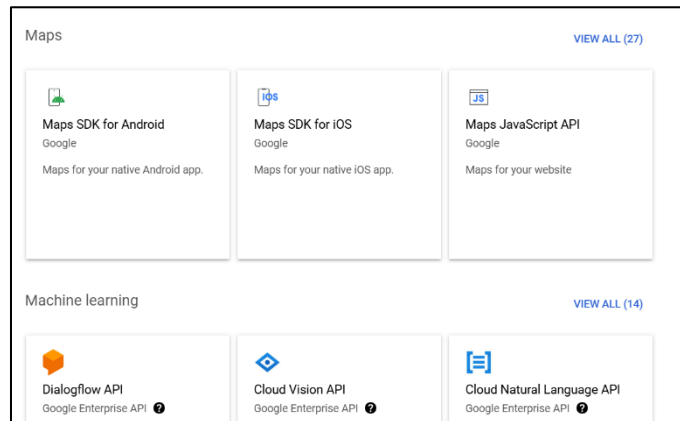 Maps
VIEW ALL (27)
iOS
JS
Maps SDK for Android
Maps SDK for iOS
Maps JavaScript API
Google
Google
Google
Maps for your native Android app.
Maps for your native iOS app.
Maps for your website
Machine learning
VIEW ALL (14)
Dialogflow API
Cloud Vision API
Cloud Natural Language API
Google Enterprise API ?
Google Enterprise API ?
Google Enterprise API ?